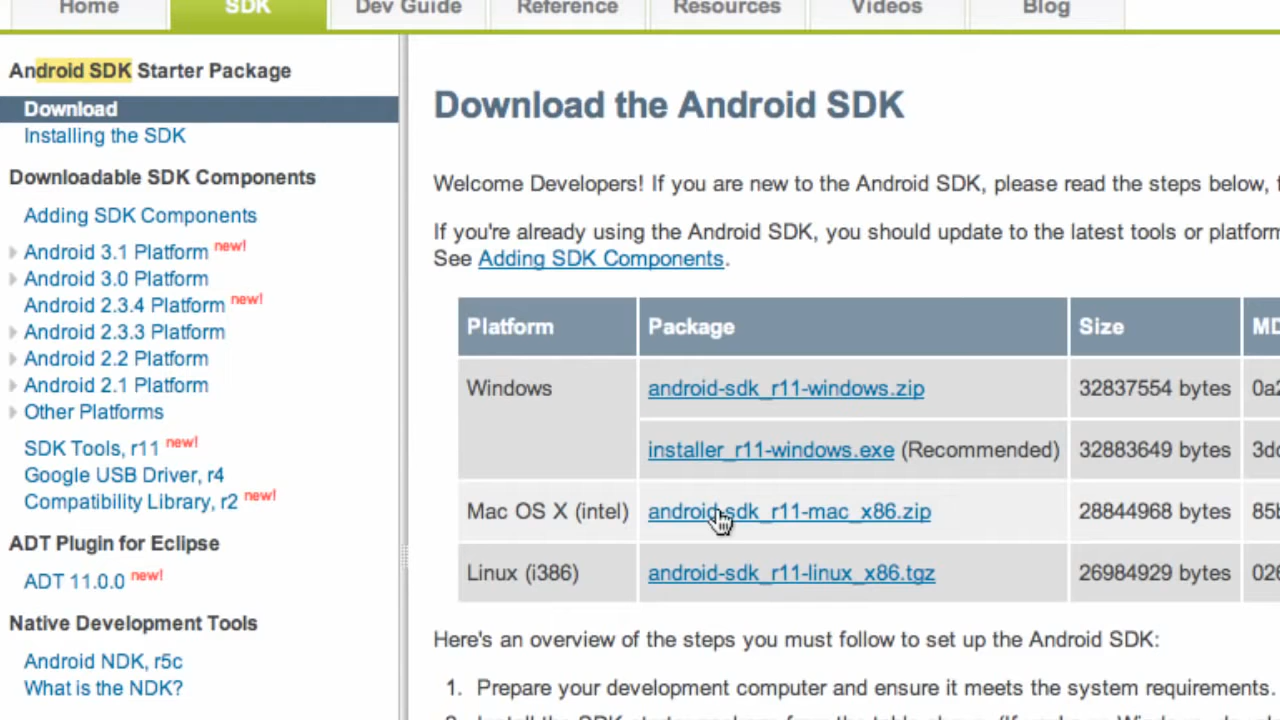 Home SDK Dev Guide Reference Resources Videos Blog
Android SDK Starter Package
Download
Installing the SDK
Downloadable SDK Components
Adding SDK Components
Android 3.1 Platform new!
Android 3.0 Platform
Android 2.3.4 Platform new!
Android 2.3.3 Platform
Android 2.2 Platform
Android 2.1 Platform
Other Platforms
SDK Tools, r11 new!
Google USB Driver, r4
Compatibility Library, r2 new!
ADT Plugin for Eclipse
ADT 11.0.0 new!
Native Development Tools
Android NDK, r5c
What is the NDK?
Download the Android SDK
Welcome Developers! If you are new to the Android SDK, please read the steps below,
If you're already using the Android SDK, you should update to the latest tools or platform
See Adding SDK Components.
Platform Package Size MD
Windows android-sdk_r11-windows.zip 32837554 bytes 0a2
installer_r11-windows.exe (Recommended) 32883649 bytes 3dc
Mac OS X (intel) android-sdk_r11-mac_x86.zip 28844968 bytes 85b
Linux (i386) android-sdk_r11-linux_x86.tgz 26984929 bytes 026
Here's an overview of the steps you must follow to set up the Android SDK:
1. Prepare your development computer and ensure it meets the system requirements.